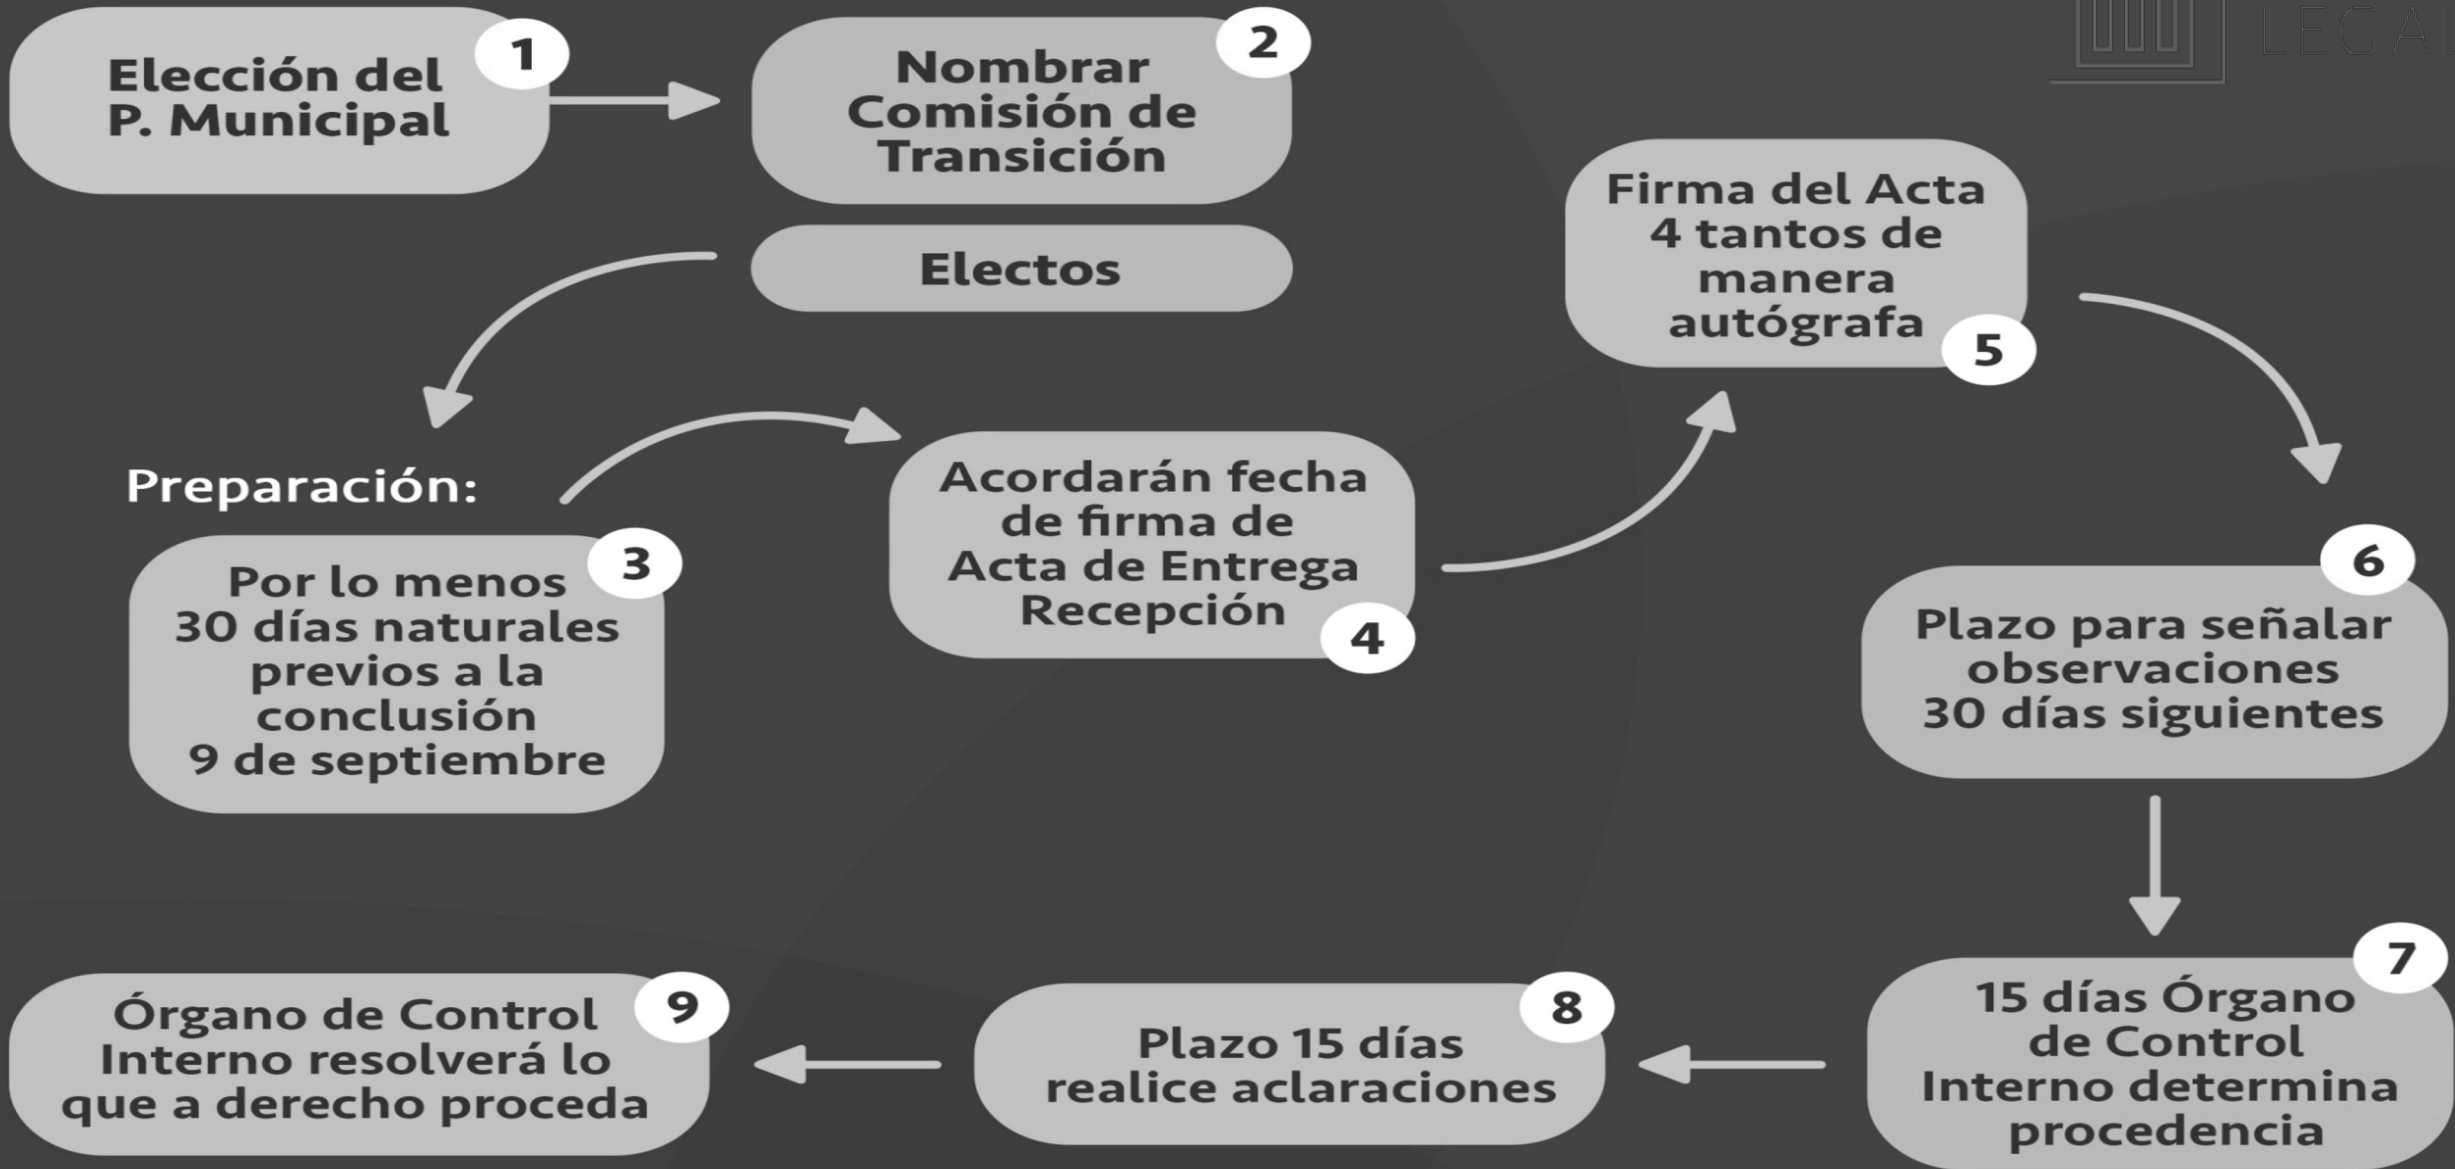 Elección del
P. Municipal
1
Nombrar
Comisión de
Transición
2
Electos
Preparación:
Por lo menos
30 días naturales
previos a la
conclusión
9 de septiembre
3
Acordarán fecha
de firma de
Acta de Entrega
Recepción
4
Firma del Acta
4 tantos de
manera
autógrafa
5
6
Plazo para señalar
observaciones
30 días siguientes
7
15 días Órgano
de Control
Interno determina
procedencia
8
Plazo 15 días
realice aclaraciones
9
Órgano de Control
Interno resolverá lo
que a derecho proceda
LEGA